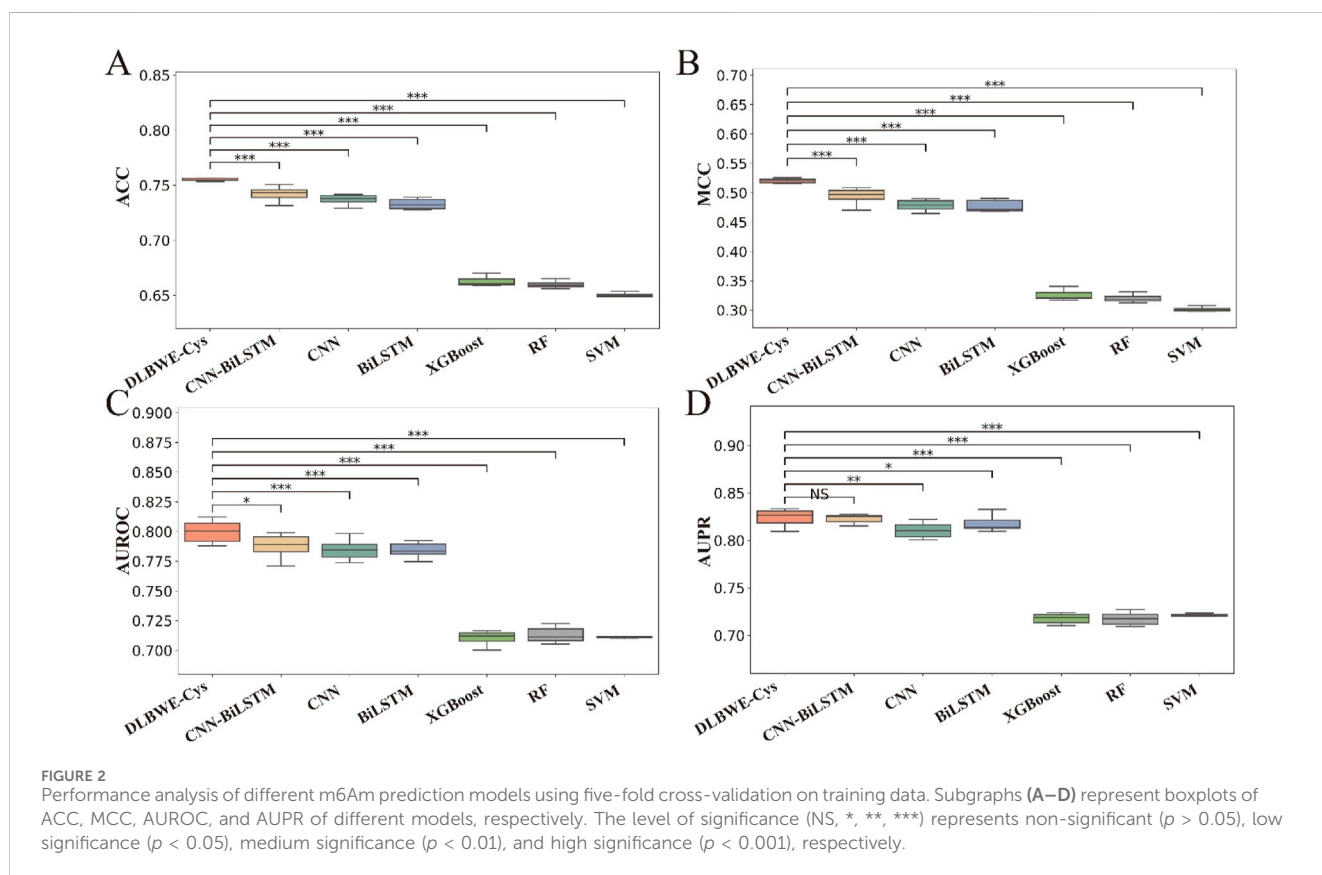 A
0.85
0.80
0.75
0.70
0.65
ACC
***
***
***
***
***
***
DLBWE-Cys
CNN-BiLSTM
CNN
BiLSTM
XGBoost
RF
SVM
B
0.70
0.65
0.60
0.55
0.50
0.45
0.40
0.35
0.30
MCC
***
***
***
***
***
***
DLBWE-Cys
CNN-BiLSTM
CNN
BiLSTM
XGBoost
RF
SVM
C
0.900
0.875
0.850
0.825
0.800
0.775
0.750
0.725
0.700
AUROC
***
***
***
***
***
*
DLBWE-Cys
CNN-BiLSTM
CNN
BiLSTM
XGBoost
RF
SVM
D
0.90
0.85
0.80
0.75
0.70
AUPR
***
***
***
*
**
NS
DLBWE-Cys
CNN-BiLSTM
CNN
BiLSTM
XGBoost
RF
SVM
FIGURE 2
Performance analysis of different m6Am prediction models using five-fold cross-validation on training data. Subgraphs (A–D) represent boxplots of
ACC, MCC, AUROC, and AUPR of different models, respectively. The level of significance (NS, *, **, ***) represents non-significant (p > 0.05), low
significance (p < 0.05), medium significance (p < 0.01), and high significance (p < 0.001), respectively.